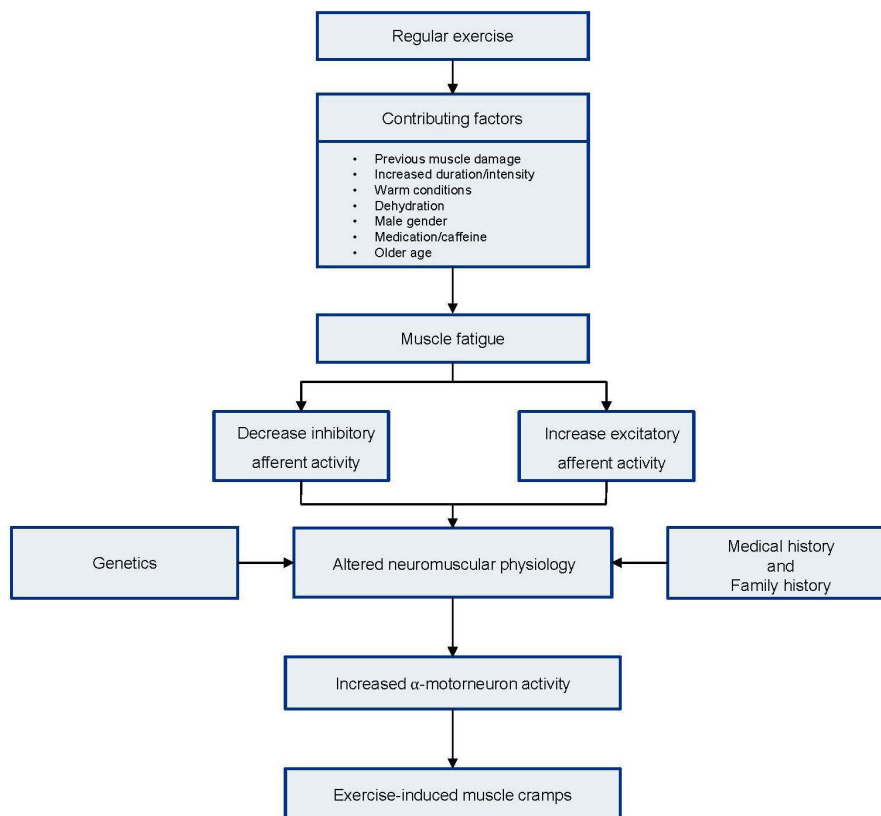 Regular exercise
Contributing factors
• Previous muscle damage
• Increased duration/intensity
• Warm conditions
• Dehydration
• Male gender
• Medication/caffeine
• Older age
Muscle fatigue
Decrease inhibitory
afferent activity
Increase excitatory
afferent activity
Genetics
Altered neuromuscular physiology
Medical history
and
Family history
Increased α-motorneuron activity
Exercise-induced muscle cramps